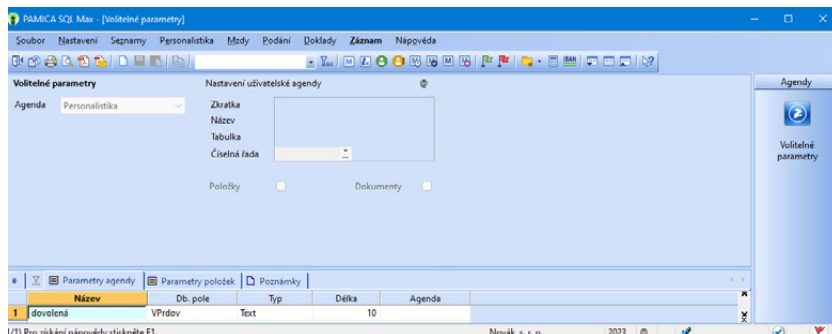 PAMICA SQL Max - [Volitelné parametry]
Soubor Nastavení Seznamy Personalistika Mzdy Podání Doklady Záznam Nápověda
Volitelné parametry Nastavení uživatelské agendy @ Agendy
Agenda Personalistika Zkratka
Název
Tabulka
Číselná řada
Volitelné
parametry
Položky Dokumenty
Parametry agendy Parametry položek Poznámky
Název Db. pole Typ Délka Agenda
1 dovolená VPrdov Text 10
(1/1) Pro získání nápovědy stiskněte F1. Novák s. r. o. 2023 @